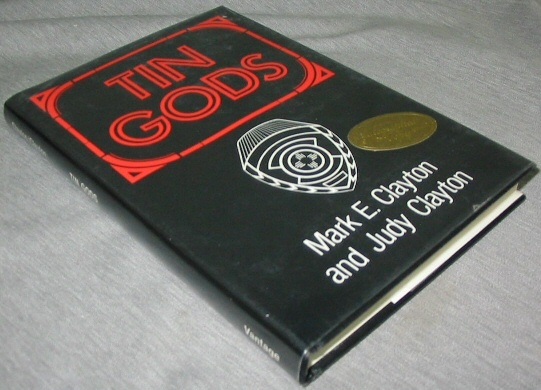 TIN
GODS
Mark E. Clayton
and Judy Clayton
TIN GODS
Vantage